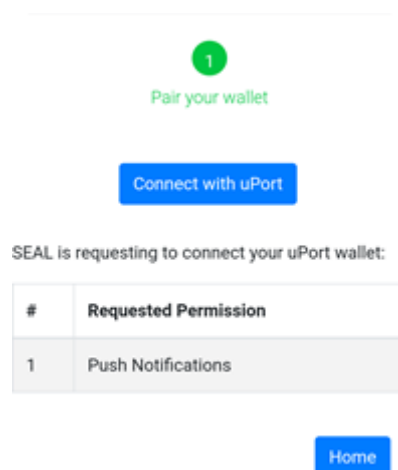 1
Pair your wallet
Connect with uPort
SEAL is requesting to connect your uPort wallet:
# Requested Permission
1 Push Notifications
Home